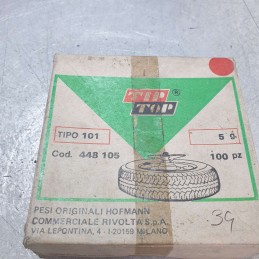 TIP
TOP ®
TIPO 101
5 G
Cod. 448 105
100 pz
PESI ORIGINALI HOFMANN
COMMERCIALE RIVOLTA S.p.A.
VIA LEPONTINA, 4 - I-20159 MILANO
3G